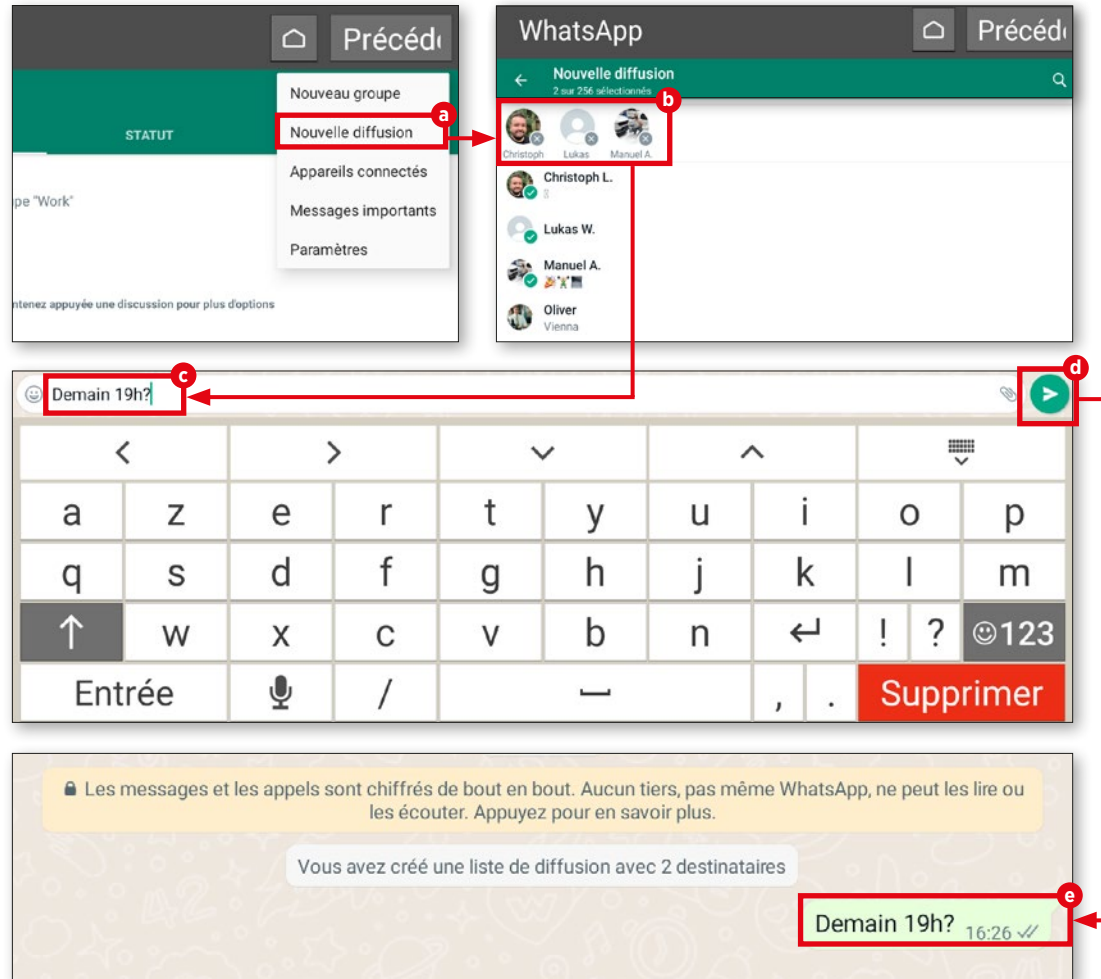 Précéd
Nouveau groupe
a
Nouvelle diffusion
STATUT
Appareils connectés
pe "Work"
Messages importants
Paramètres
ntenez appuyée une discussion pour plus d'options
WhatsApp
Précéd
Nouvelle diffusion
2 sur 256 sélectionnés
b
Christoph Lukas Manuel A.
Christoph L.
Lukas W.
Manuel A.
Oliver
Vienna
c
d
Demain 19h?
a z e r t y u i o p
q s d f g h j k l m
w x c v b n ! ? 123
Entrée / , . Supprimer
Les messages et les appels sont chiffrés de bout en bout. Aucun tiers, pas même WhatsApp, ne peut les lire ou
les écouter. Appuyez pour en savoir plus.
Vous avez créé une liste de diffusion avec 2 destinataires
e
Demain 19h? 16:26